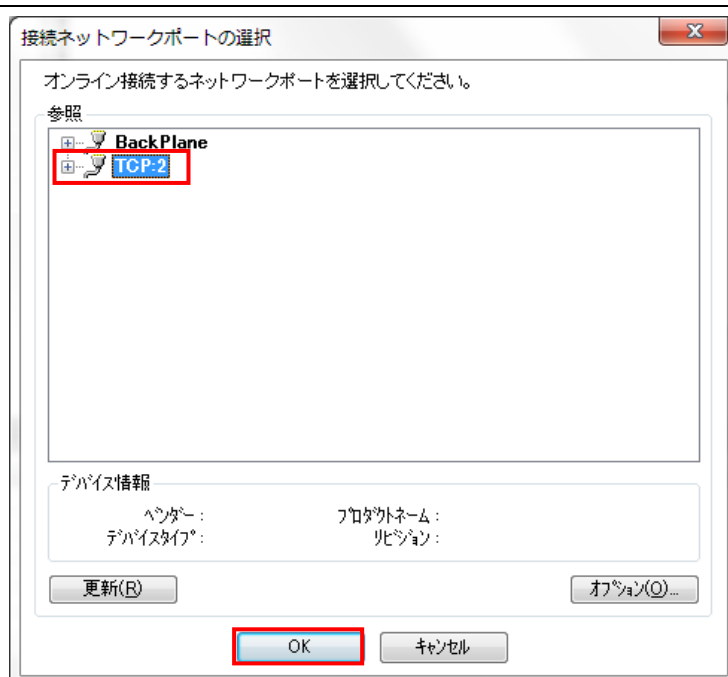 接続ネットワークポートの選択
オンライン接続するネットワークポートを選択してください。
参照
BackPlane
TCP:2
デバイス情報
ベンダー : プロダクトネーム :
デバイスタイプ : リビジョン :
更新(R) オプション(O)...
OK キャンセル